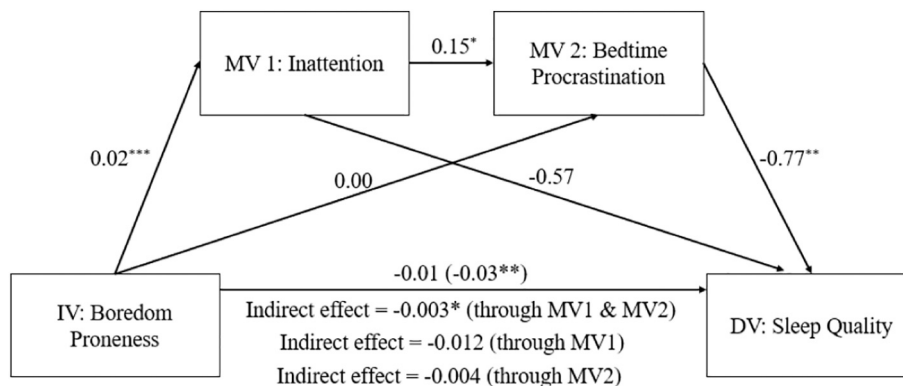 MV 1: Inattention
0.15*
MV 2: Bedtime
Procrastination
0.02***
0.00
-0.57
-0.77**
IV: Boredom
Proneness
-0.01 (-0.03**)
Indirect effect = -0.003* (through MV1 & MV2)
Indirect effect = -0.012 (through MV1)
Indirect effect = -0.004 (through MV2)
DV: Sleep Quality